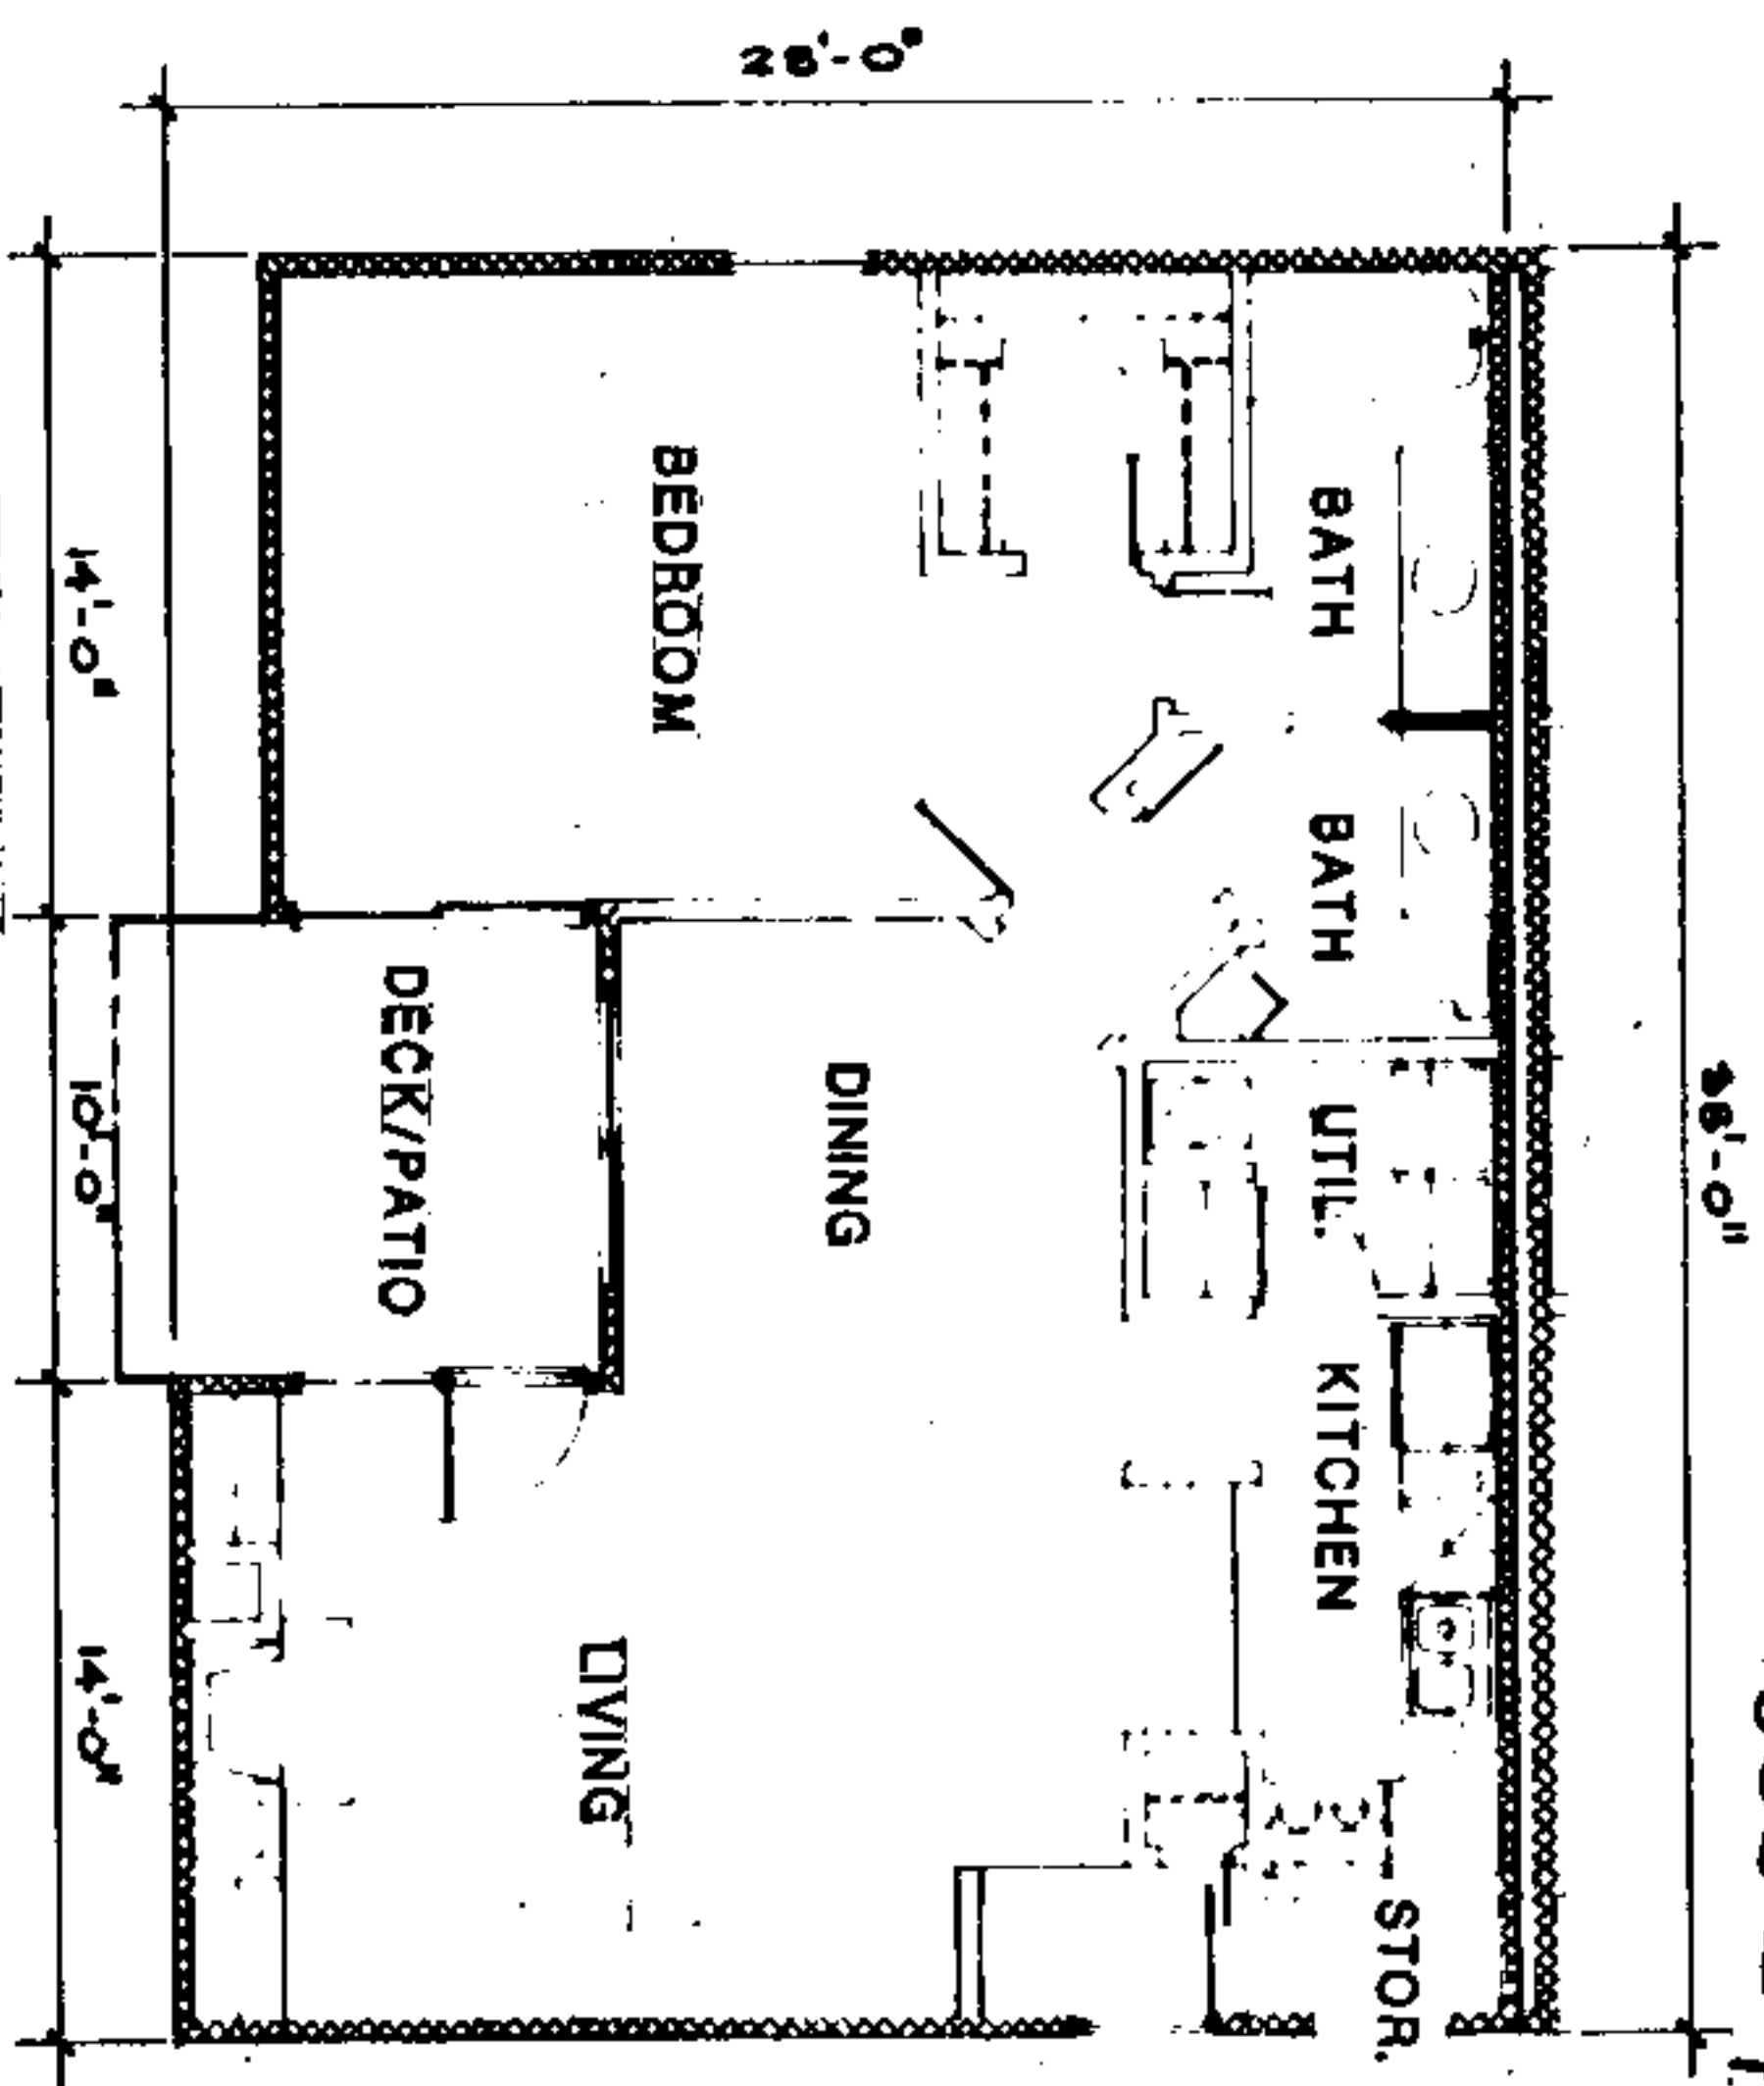 28'-0"
38'-0"
BATH
BATH
UTIL.
KITCHEN
STOR.
BEDROOM
DINING
LIVING
DECK/PATIO
14'-0"
10'-0"
14'-0"